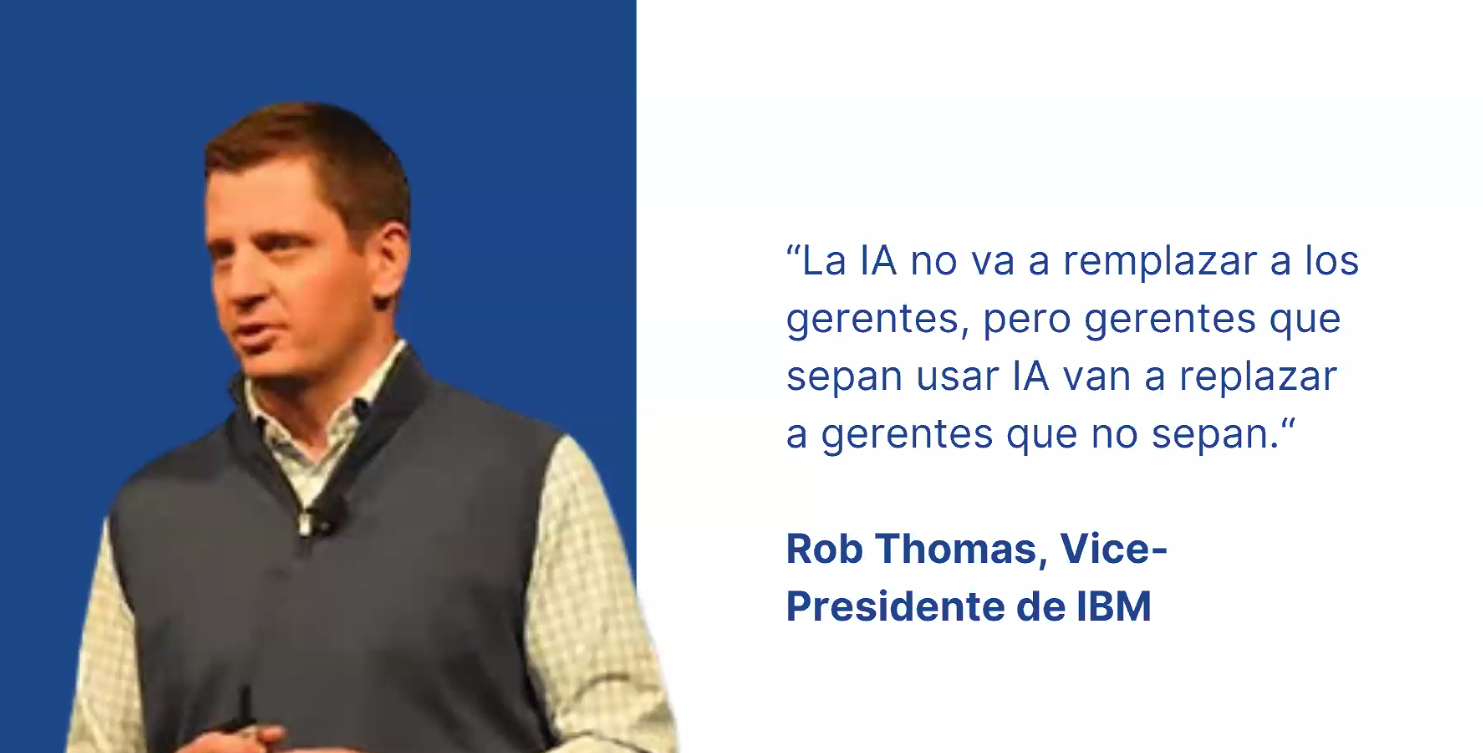 “La IA no va a remplazar a los
gerentes, pero gerentes que
sepan usar IA van a replazar
a gerentes que no sepan.“
Rob Thomas, Vice-
Presidente de IBM